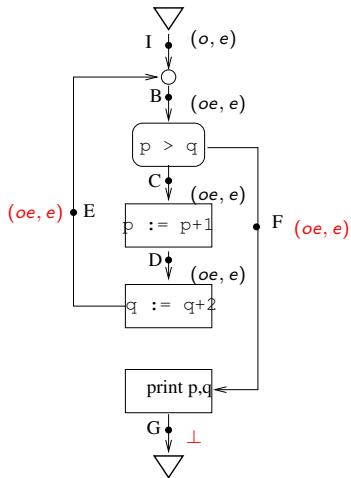 I (o, e)
B (oe, e)
p > q
C (oe, e)
(oe, e) E
F (oe, e)
p := p+1
D (oe, e)
q := q+2
print p,q
G ⊥